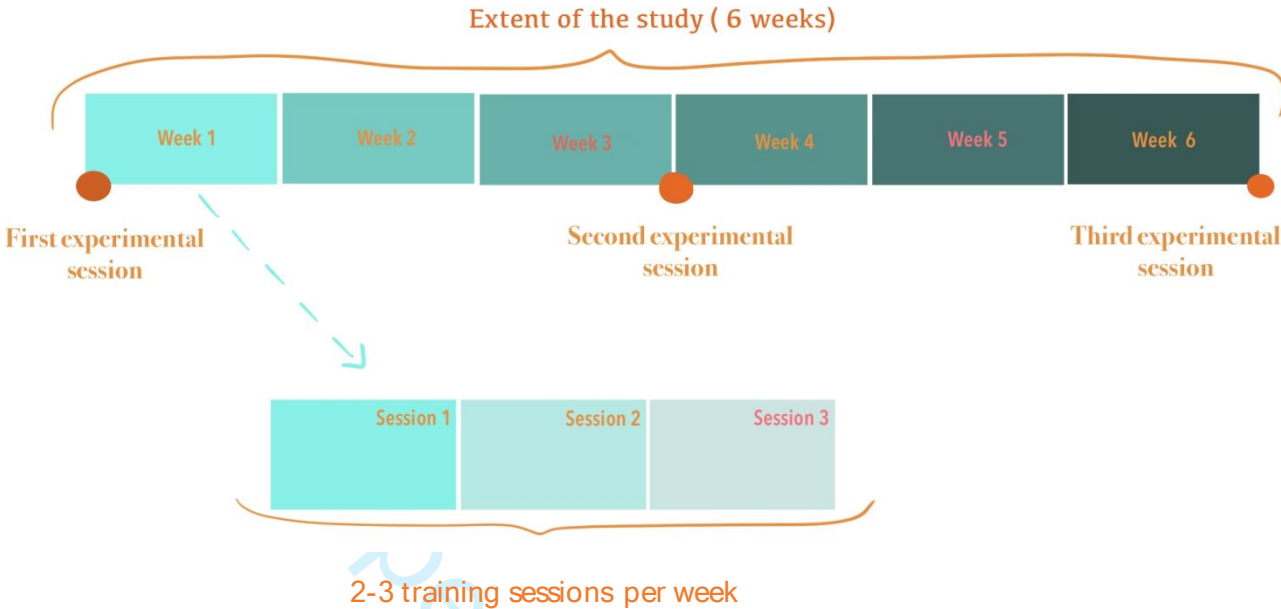 Extent of the study ( 6 weeks)
Week 1
Week 2
Week 3
Week 4
Week 5
Week 6
First experimental
session
Second experimental
session
Third experimental
session
Session 1
Session 2
Session 3
2-3 training sessions per week